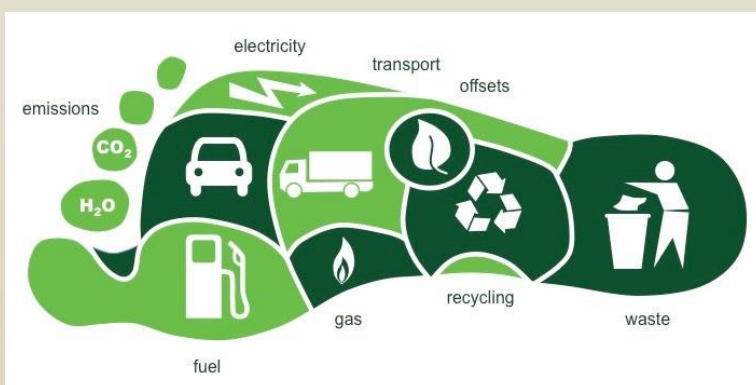 electricity
transport
offsets
emissions
CO₂
H₂O
recycling
gas
waste
fuel